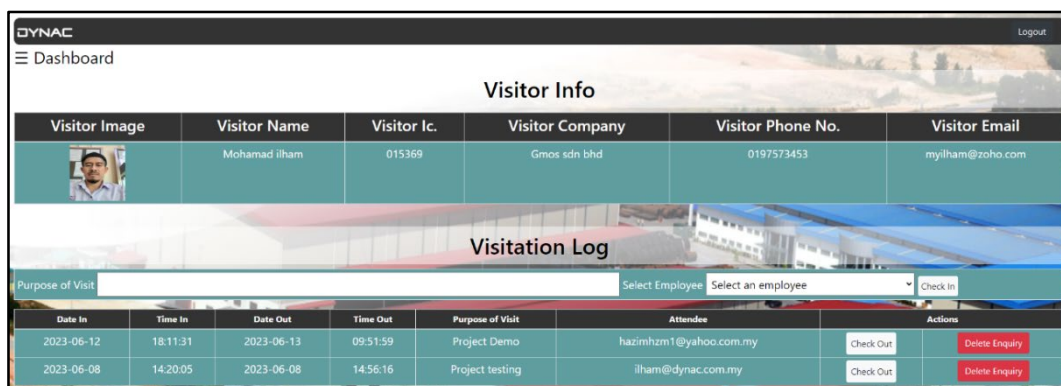 DYNAC
Logout
☰ Dashboard
Visitor Info
Visitor Image Visitor Name Visitor Ic. Visitor Company Visitor Phone No. Visitor Email
Mohamad ilham 015369 Gmos sdn bhd 0197573453 myilham@zoho.com
Visitation Log
Purpose of Visit Select Employee Select an employee Check In
Date In Time In Date Out Time Out Purpose of Visit Attendee Actions
2023-06-12 18:11:31 2023-06-13 09:51:59 Project Demo hazimhzm1@yahoo.com.my Check Out Delete Enquiry
2023-06-08 14:20:05 2023-06-08 14:56:16 Project testing ilham@dynac.com.my Check Out Delete Enquiry